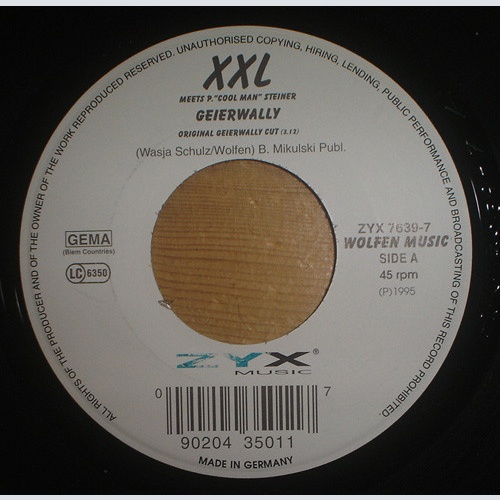 ALL RIGHTS OF THE PRODUCER AND OF THE OWNER OF THE WORK REPRODUCED RESERVED. UNAUTHORISED COPYING, HIRING, LENDING, PUBLIC PERFORMANCE AND BROADCASTING OF THIS RECORD PROHIBITED.
XXL
MEETS P."COOL MAN" STEINER
GEIERWALLY
ORIGINAL GEIERWALLY CUT (3.12)
(Wasja Schulz/Wolfen) B. Mikulski Publ.
GEMA
(Biem Countries)
LC 6350
ZYX 7639-7
WOLFEN MUSIC
SIDE A
45 rpm
(P)1995
ZYX®
MUSIC
0 90204 35011 7
MADE IN GERMANY